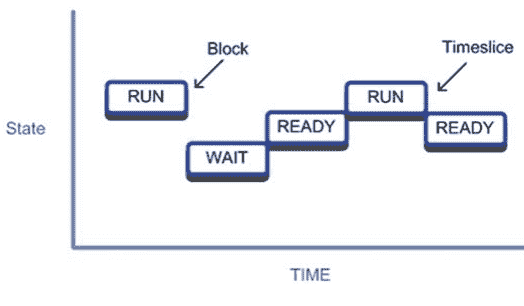 Block
Timeslice
RUN
RUN
READY
READY
State
WAIT
TIME